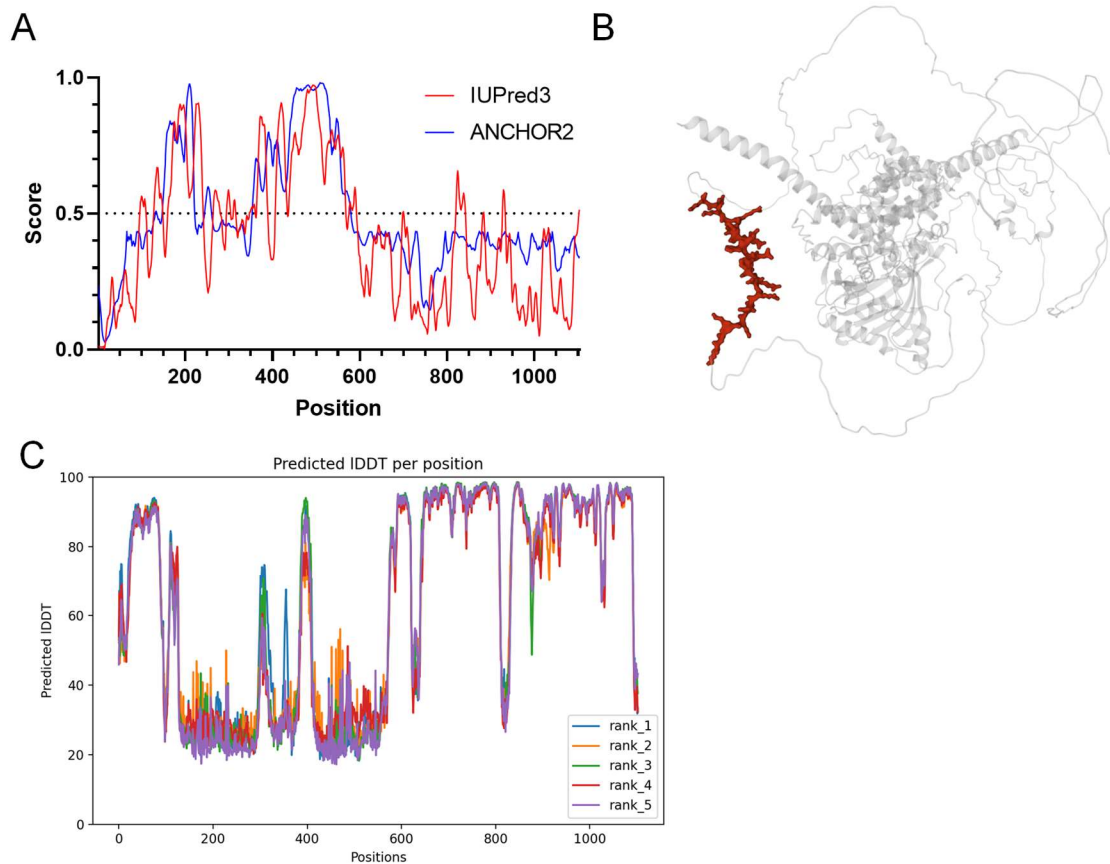 A
B
1.0
0.5
0.0
Score
IUPred3
ANCHOR2
200
400
600
800
1000
Position
C
Predicted lDDT per position
100
80
60
40
20
0
Predicted lDDT
rank_1
rank_2
rank_3
rank_4
rank_5
0
200
400
600
800
1000
Positions